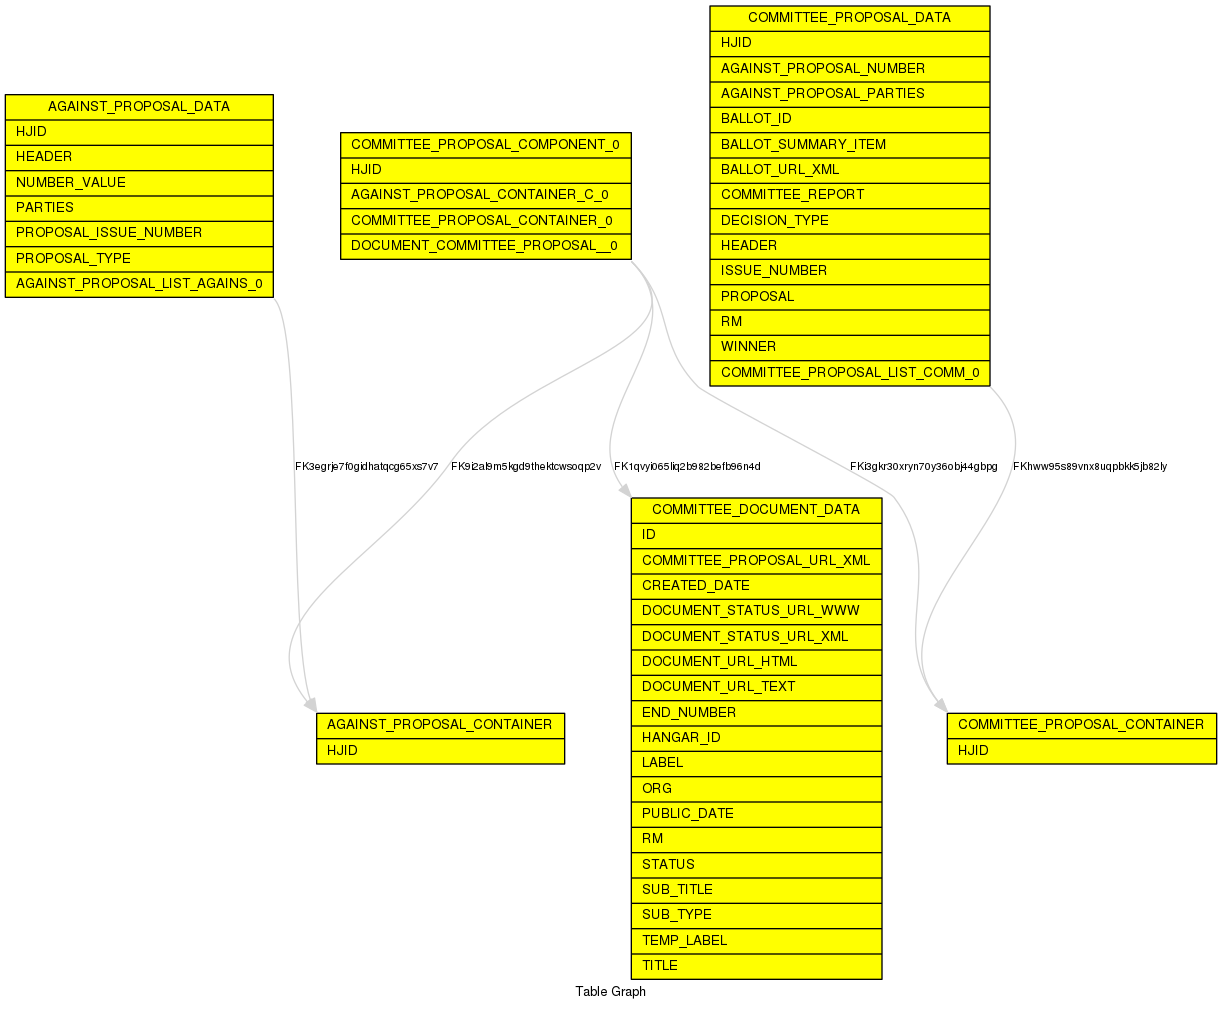 AGAINST_PROPOSAL_DATA
HJID
HEADER
NUMBER_VALUE
PARTIES
PROPOSAL_ISSUE_NUMBER
PROPOSAL_TYPE
AGAINST_PROPOSAL_LIST_AGAINS_0
COMMITTEE_PROPOSAL_COMPONENT_0
HJID
AGAINST_PROPOSAL_CONTAINER_C_0
COMMITTEE_PROPOSAL_CONTAINER_0
DOCUMENT_COMMITTEE_PROPOSAL__0
COMMITTEE_PROPOSAL_DATA
HJID
AGAINST_PROPOSAL_NUMBER
AGAINST_PROPOSAL_PARTIES
BALLOT_ID
BALLOT_SUMMARY_ITEM
BALLOT_URL_XML
COMMITTEE_REPORT
DECISION_TYPE
HEADER
ISSUE_NUMBER
PROPOSAL
RM
WINNER
COMMITTEE_PROPOSAL_LIST_COMM_0
FK3egrje7f0gidhatqcg65xs7v7
FK9i2al9m5kgd9thektcwsoqp2v
FK1qvyi065liq2b982befb96n4d
FKi3gkr30xryn70y36obj44gbpg
FKhww95s89vnx8uqpbkk5jb82ly
COMMITTEE_DOCUMENT_DATA
ID
COMMITTEE_PROPOSAL_URL_XML
CREATED_DATE
DOCUMENT_STATUS_URL_WWW
DOCUMENT_STATUS_URL_XML
DOCUMENT_URL_HTML
DOCUMENT_URL_TEXT
END_NUMBER
HANGAR_ID
LABEL
ORG
PUBLIC_DATE
RM
STATUS
SUB_TITLE
SUB_TYPE
TEMP_LABEL
TITLE
AGAINST_PROPOSAL_CONTAINER
HJID
COMMITTEE_PROPOSAL_CONTAINER
HJID
Table Graph